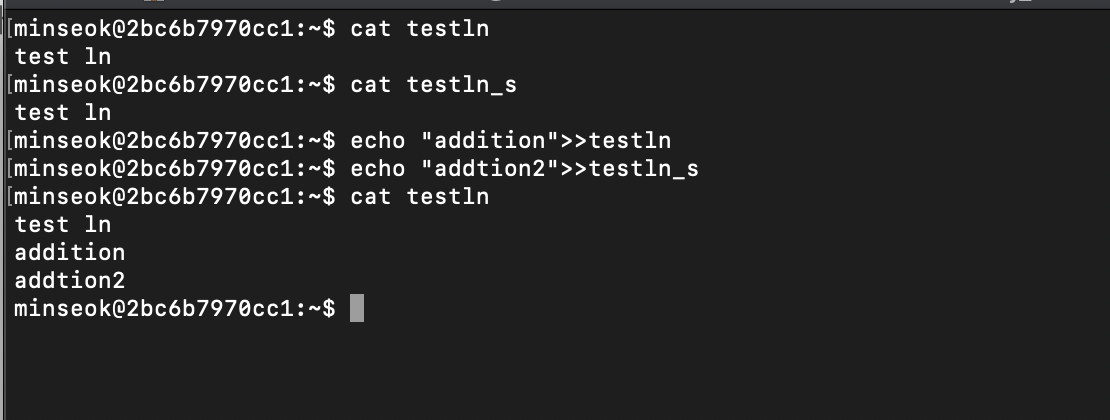 minseok@2bc6b7970cc1:~$ cat testln
test ln
minseok@2bc6b7970cc1:~$ cat testln_s
test ln
minseok@2bc6b7970cc1:~$ echo "addition">>testln
minseok@2bc6b7970cc1:~$ echo "addtion2">>testln_s
minseok@2bc6b7970cc1:~$ cat testln
test ln
addition
addtion2
minseok@2bc6b7970cc1:~$